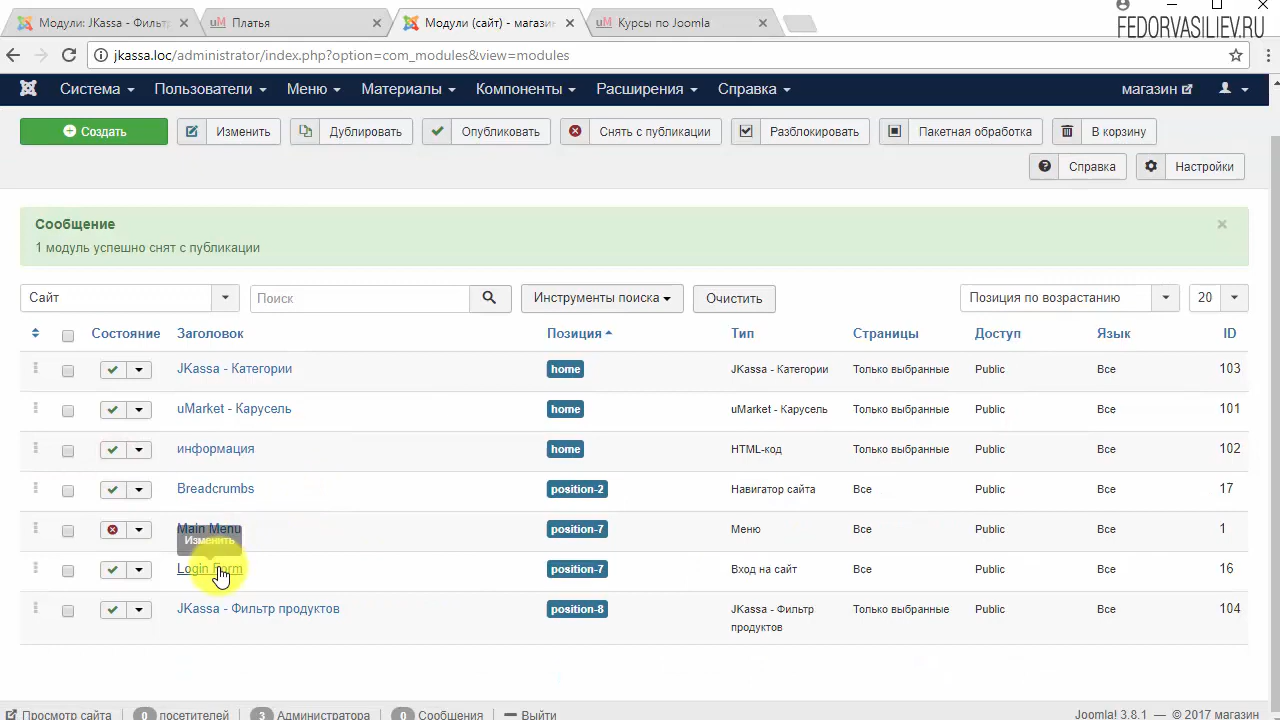 Модули: JKassa - Фильтр
Платья
Модули (сайт) - магази
Курсы по Joomla
FEDORVASILIEV.RU
jkassa.loc/administrator/index.php?option=com_modules&view=modules
Система Пользователи Меню Материалы Компоненты Расширения Справка магазин
Создать Изменить Дублировать Опубликовать Снять с публикации Разблокировать Пакетная обработка В корзину
Справка Настройки
Сообщение ×
1 модуль успешно снят с публикации
Сайт Поиск Инструменты поиска Очистить Позиция по возрастанию 20
Состояние Заголовок Позиция Тип Страницы Доступ Язык ID
JKassa - Категории home JKassa - Категории Только выбранные Public Все 103
uMarket - Карусель home uMarket - Карусель Только выбранные Public Все 101
информация home HTML-код Только выбранные Public Все 102
Breadcrumbs position-2 Навигатор сайта Все Public Все 17
Main Menu position-7 Меню Все Public Все 1
Изменить
Login Form position-7 Вход на сайт Все Public Все 16
JKassa - Фильтр продуктов position-8 JKassa - Фильтр Только выбранные Public Все 104
продуктов
Просмотр сайта 0 посетителей 3 Администратора 0 Сообщения Выйти Joomla! 3.8.1 — © 2017 магазин